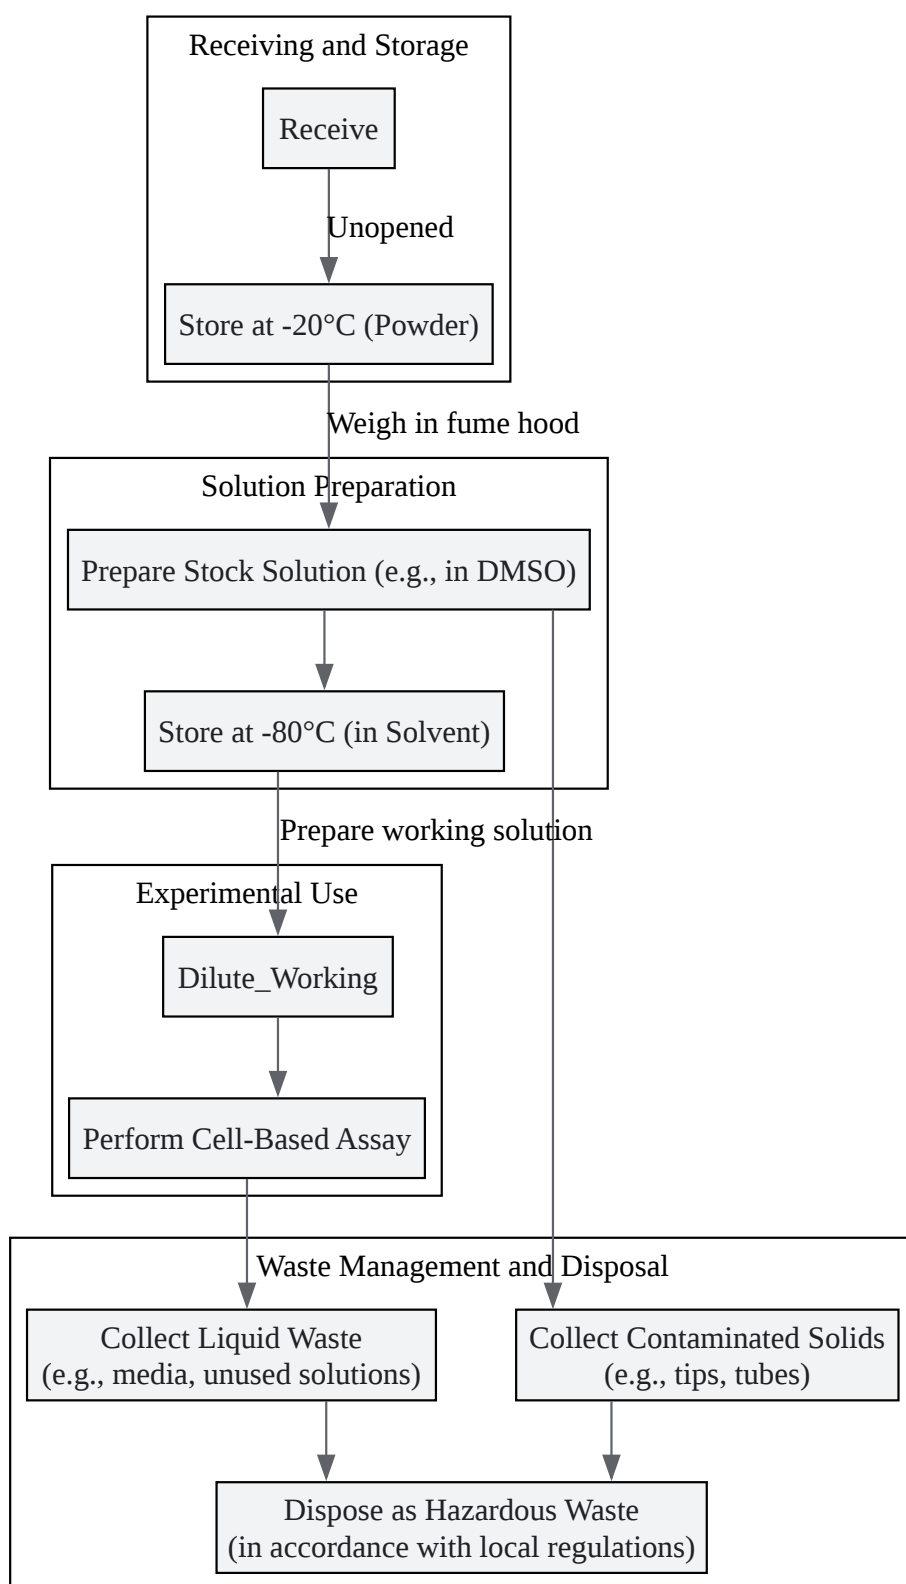 Receiving and Storage
Receive
Unopened
Store at -20°C (Powder)
Weigh in fume hood
Solution Preparation
Prepare Stock Solution (e.g., in DMSO)
Store at -80°C (in Solvent)
Prepare working solution
Experimental Use
Dilute_Working
Perform Cell-Based Assay
Waste Management and Disposal
Collect Liquid Waste
(e.g., media, unused solutions)
Collect Contaminated Solids
(e.g., tips, tubes)
Dispose as Hazardous Waste
(in accordance with local regulations)